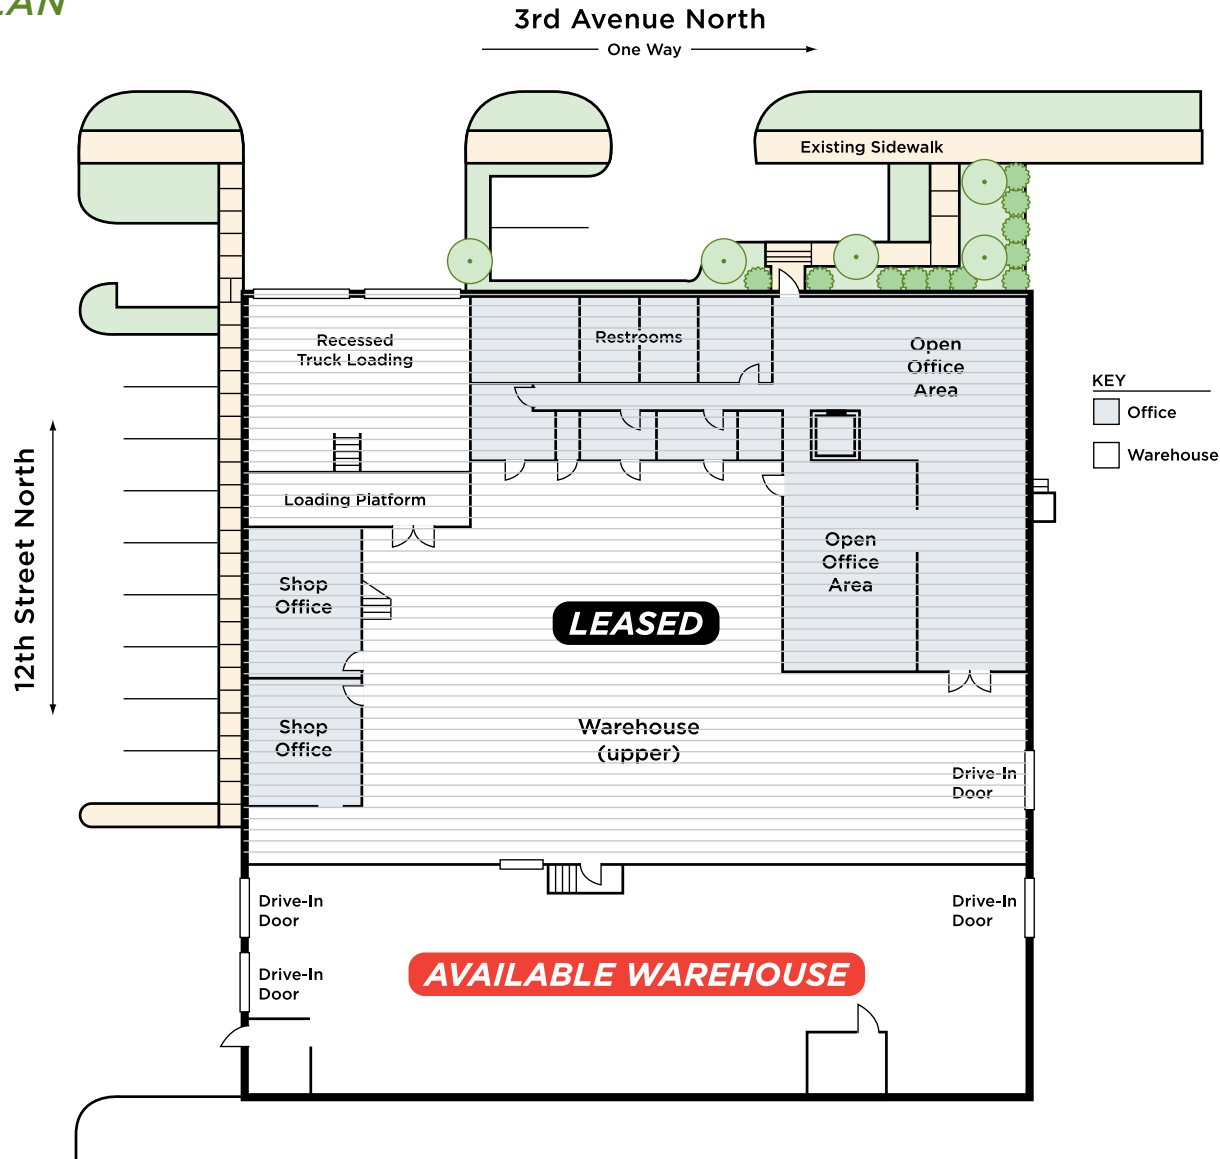 3rd Avenue North
One Way
Existing Sidewalk
Recessed
Truck Loading
Restrooms
Open
Office
Area
KEY
Office
Warehouse
Loading Platform
12th Street North
Open
Office
Area
Shop
Office
LEASED
Shop
Office
Warehouse
(upper)
Drive-In
Door
Drive-In
Door
Drive-In
Door
AVAILABLE WAREHOUSE
Drive-In
Door